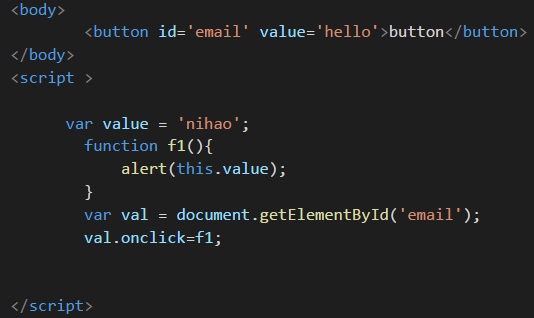 <body>
<button id='email' value='hello'>button</button>
</body>
<script >
var value = 'nihao';
function f1(){
alert(this.value);
}
var val = document.getElementById('email');
val.onclick=f1;
</script>